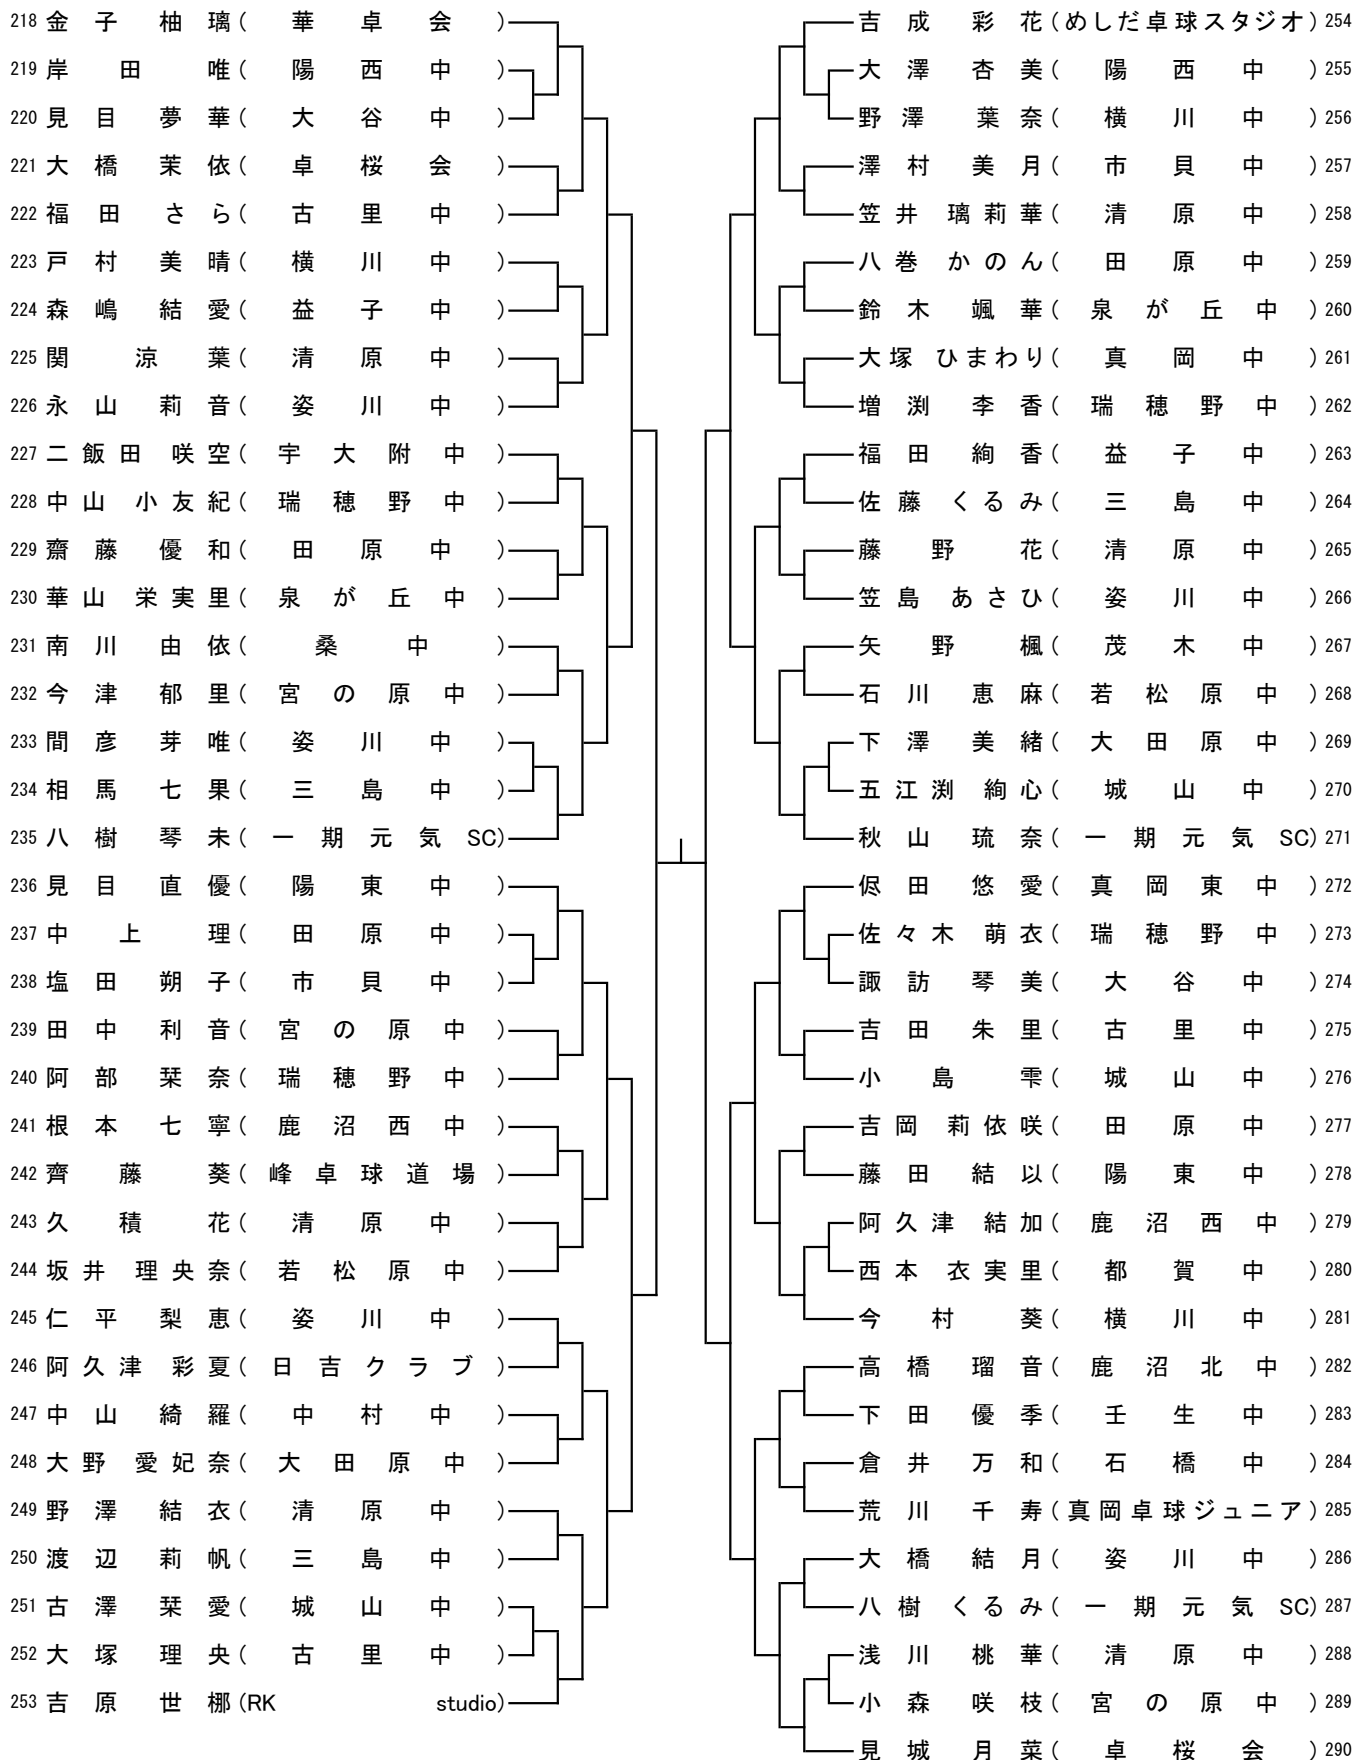 218 金子 柚璃 (華卓会)
219 岸田 唯 (陽西中)
220 見目 夢華 (大谷中)
221 大橋 茉依 (卓桜会)
222 福田 さら (古里中)
223 戸村 美晴 (横川中)
224 森嶋 結愛 (益子中)
225 関 涼葉 (清原中)
226 永山 莉音 (姿川中)
227 二飯田 咲空 (宇大附中)
228 中山 小友紀 (瑞穂野中)
229 齋藤 優和 (田原中)
230 華山 栄実里 (泉が丘中)
231 南川 由依 (桑中)
232 今津 郁里 (宮の原中)
233 間彦 芽唯 (姿川中)
234 相馬 七果 (三島中)
235 八樹 琴未 (一期元気SC)
236 見目 直優 (陽東中)
237 中上 理 (田原中)
238 塩田 朔子 (市貝中)
239 田中 利音 (宮の原中)
240 阿部 栞奈 (瑞穂野中)
241 根本 七寧 (鹿沼西中)
242 齊藤 葵 (峰卓球道場)
243 久積 花 (清原中)
244 坂井 理央奈 (若松原中)
245 仁平 梨恵 (姿川中)
246 阿久津 彩夏 (日吉クラブ)
247 中山 綺羅 (中村中)
248 大野 愛妃奈 (大田原中)
249 野澤 結衣 (清原中)
250 渡辺 莉帆 (三島中)
251 古澤 栞愛 (城山中)
252 大塚 理央 (古里中)
253 吉原 世梛 (RK studio)
吉成 彩花 (めしだ卓球スタジオ) 254
大澤 杏美 (陽西中) 255
野澤 葉奈 (横川中) 256
澤村 美月 (市貝中) 257
笠井 璃莉華 (清原中) 258
八巻 かのん (田原中) 259
鈴木 颯華 (泉が丘中) 260
大塚 ひまわり (真岡中) 261
増渕 李香 (瑞穂野中) 262
福田 絢香 (益子中) 263
佐藤 くるみ (三島中) 264
藤野 花 (清原中) 265
笠島 あさひ (姿川中) 266
矢野 楓 (茂木中) 267
石川 恵麻 (若松原中) 268
下澤 美緒 (大田原中) 269
五江渕 絢心 (城山中) 270
秋山 琉奈 (一期元気SC) 271
侭田 悠愛 (真岡東中) 272
佐々木 萌衣 (瑞穂野中) 273
諏訪 琴美 (大谷中) 274
吉田 朱里 (古里中) 275
小島 雫 (城山中) 276
吉岡 莉依咲 (田原中) 277
藤田 結以 (陽東中) 278
阿久津 結加 (鹿沼西中) 279
西本 衣実里 (都賀中) 280
今村 葵 (横川中) 281
高橋 瑠音 (鹿沼北中) 282
下田 優季 (壬生中) 283
倉井 万和 (石橋中) 284
荒川 千寿 (真岡卓球ジュニア) 285
大橋 結月 (姿川中) 286
八樹 くるみ (一期元気SC) 287
浅川 桃華 (清原中) 288
小森 咲枝 (宮の原中) 289
見城 月菜 (卓桜会) 290